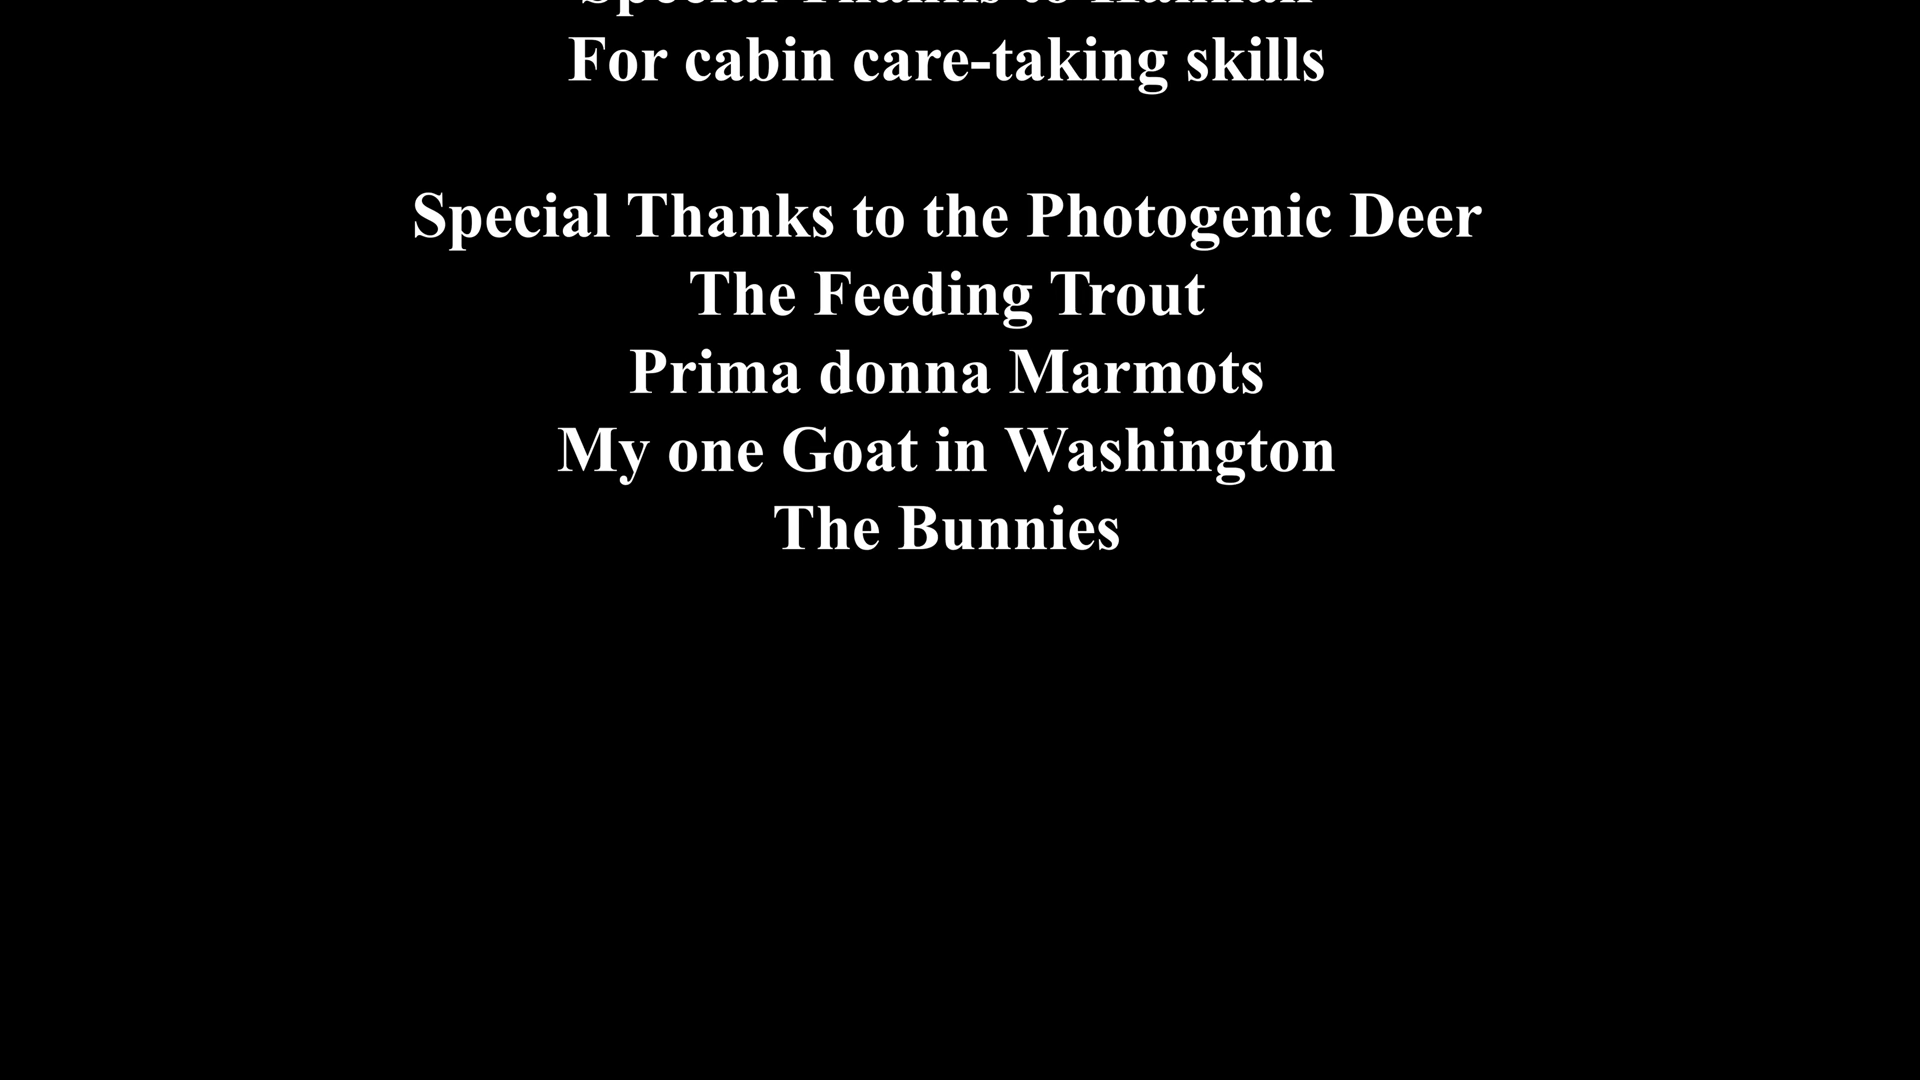 Special Thanks to Hannah
For cabin care-taking skills
Special Thanks to the Photogenic Deer
The Feeding Trout
Prima donna Marmots
My one Goat in Washington
The Bunnies